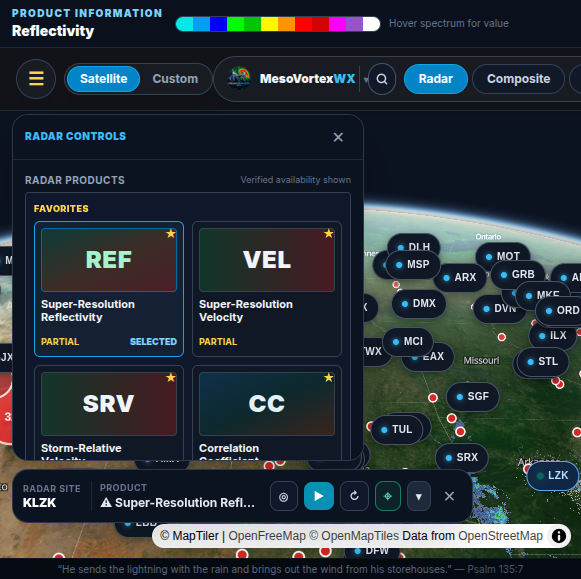 PRODUCT INFORMATION
Reflectivity
Hover spectrum for value
Satellite
Custom
MesoVortexWX
Radar
Composite
RADAR CONTROLS
RADAR PRODUCTS
Verified availability shown
FAVORITES
REF
Super-Resolution
Reflectivity
PARTIAL
SELECTED
VEL
Super-Resolution
Velocity
PARTIAL
SRV
Storm-Relative
Velocity
CC
Correlation
Coefficient
Ontario
DLH
MSP
MOT
ARX
GRB
MKE
DMX
DVN
ORD
MCI
EAX
ILX
Missouri
STL
SGF
TUL
SRX
LZK
DFW
RADAR SITE
KLZK
PRODUCT
⚠ Super-Resolution Refl...
© MapTiler | OpenFreeMap © OpenMapTiles Data from OpenStreetMap
“He sends the lightning with the rain and brings out the wind from his storehouses.” — Psalm 135:7